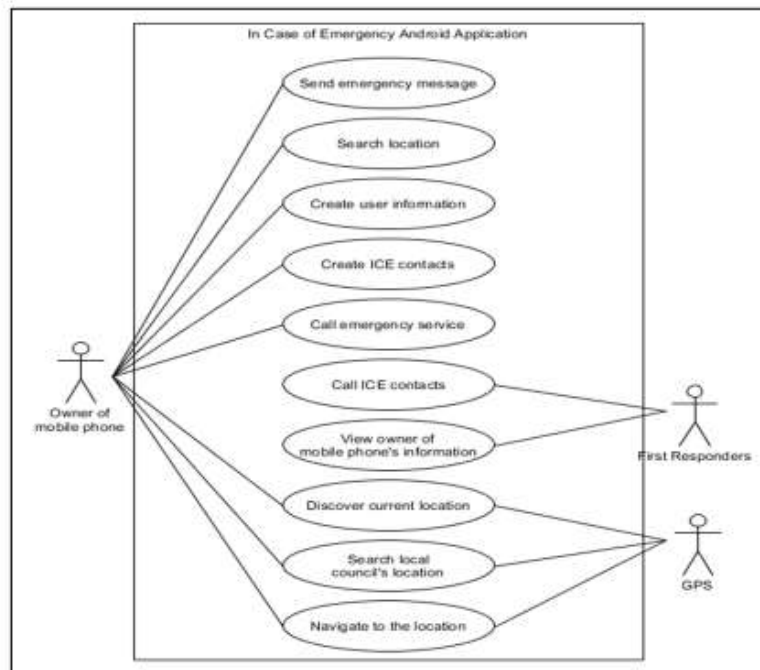 In Case of Emergency Android Application
Send emergency message
Search location
Create user information
Create ICE contacts
Call emergency service
Call ICE contacts
View owner of
mobile phone's information
Discover current location
Search local
council's location
Navigate to the location
Owner of
mobile phone
First Responders
GPS